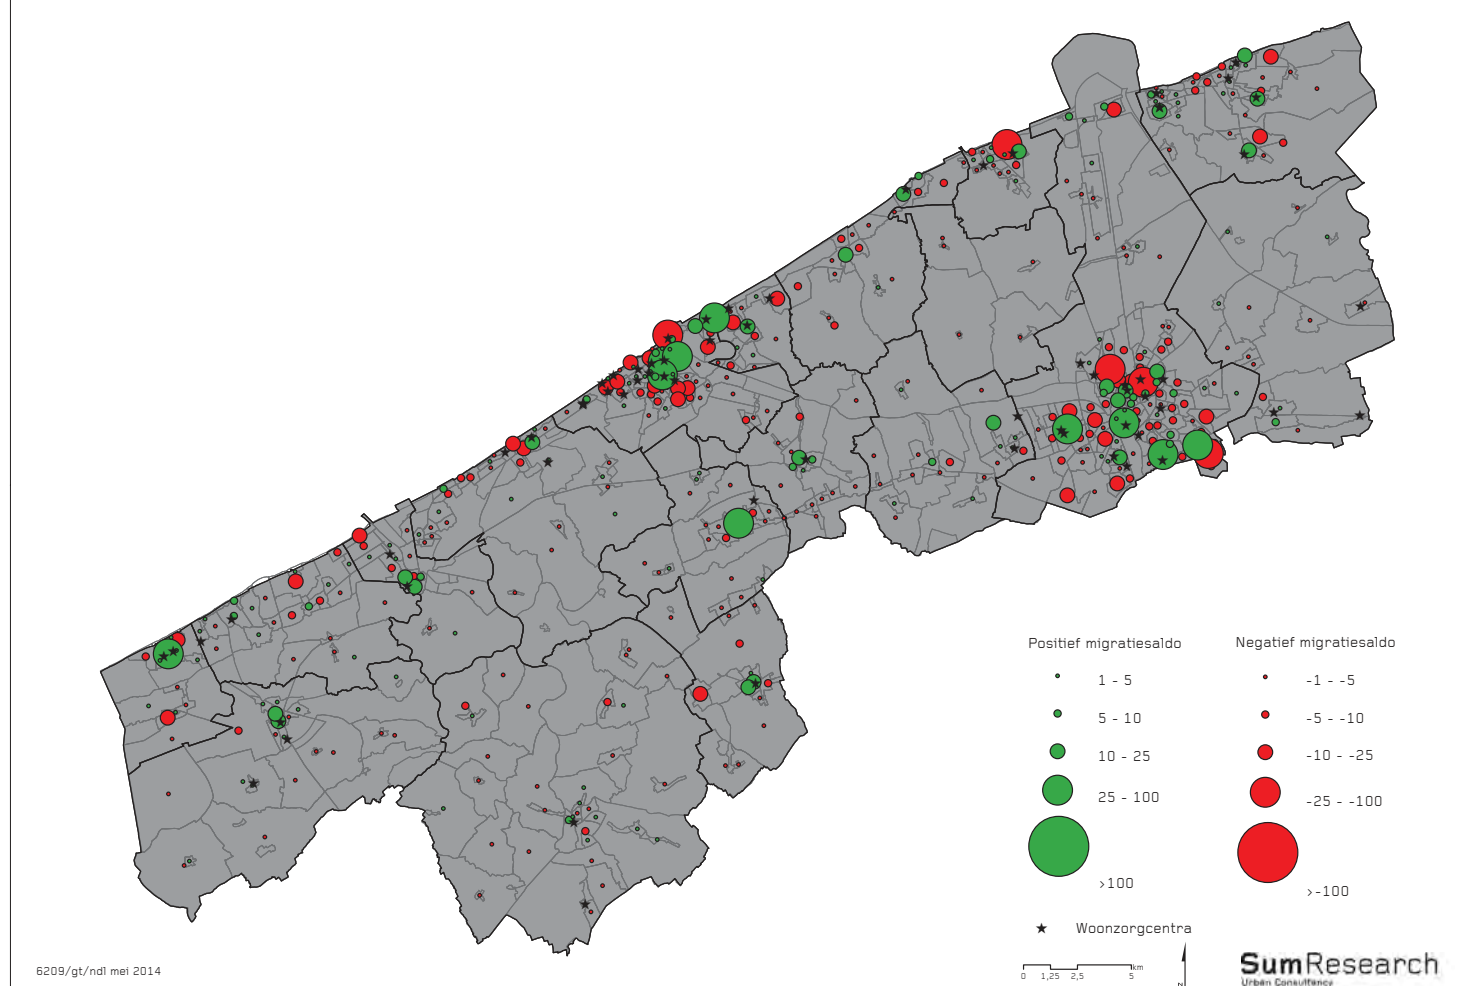 Positief migratiesaldo
1 - 5
5 - 10
10 - 25
25 - 100
>100
Negatief migratiesaldo
-1 - -5
-5 - -10
-10 - -25
-25 - -100
>-100
Woonzorgcentra
km
0 1,25 2,5 5
N
SumResearch
Urban Consultancy
6209/gt/ndl mei 2014